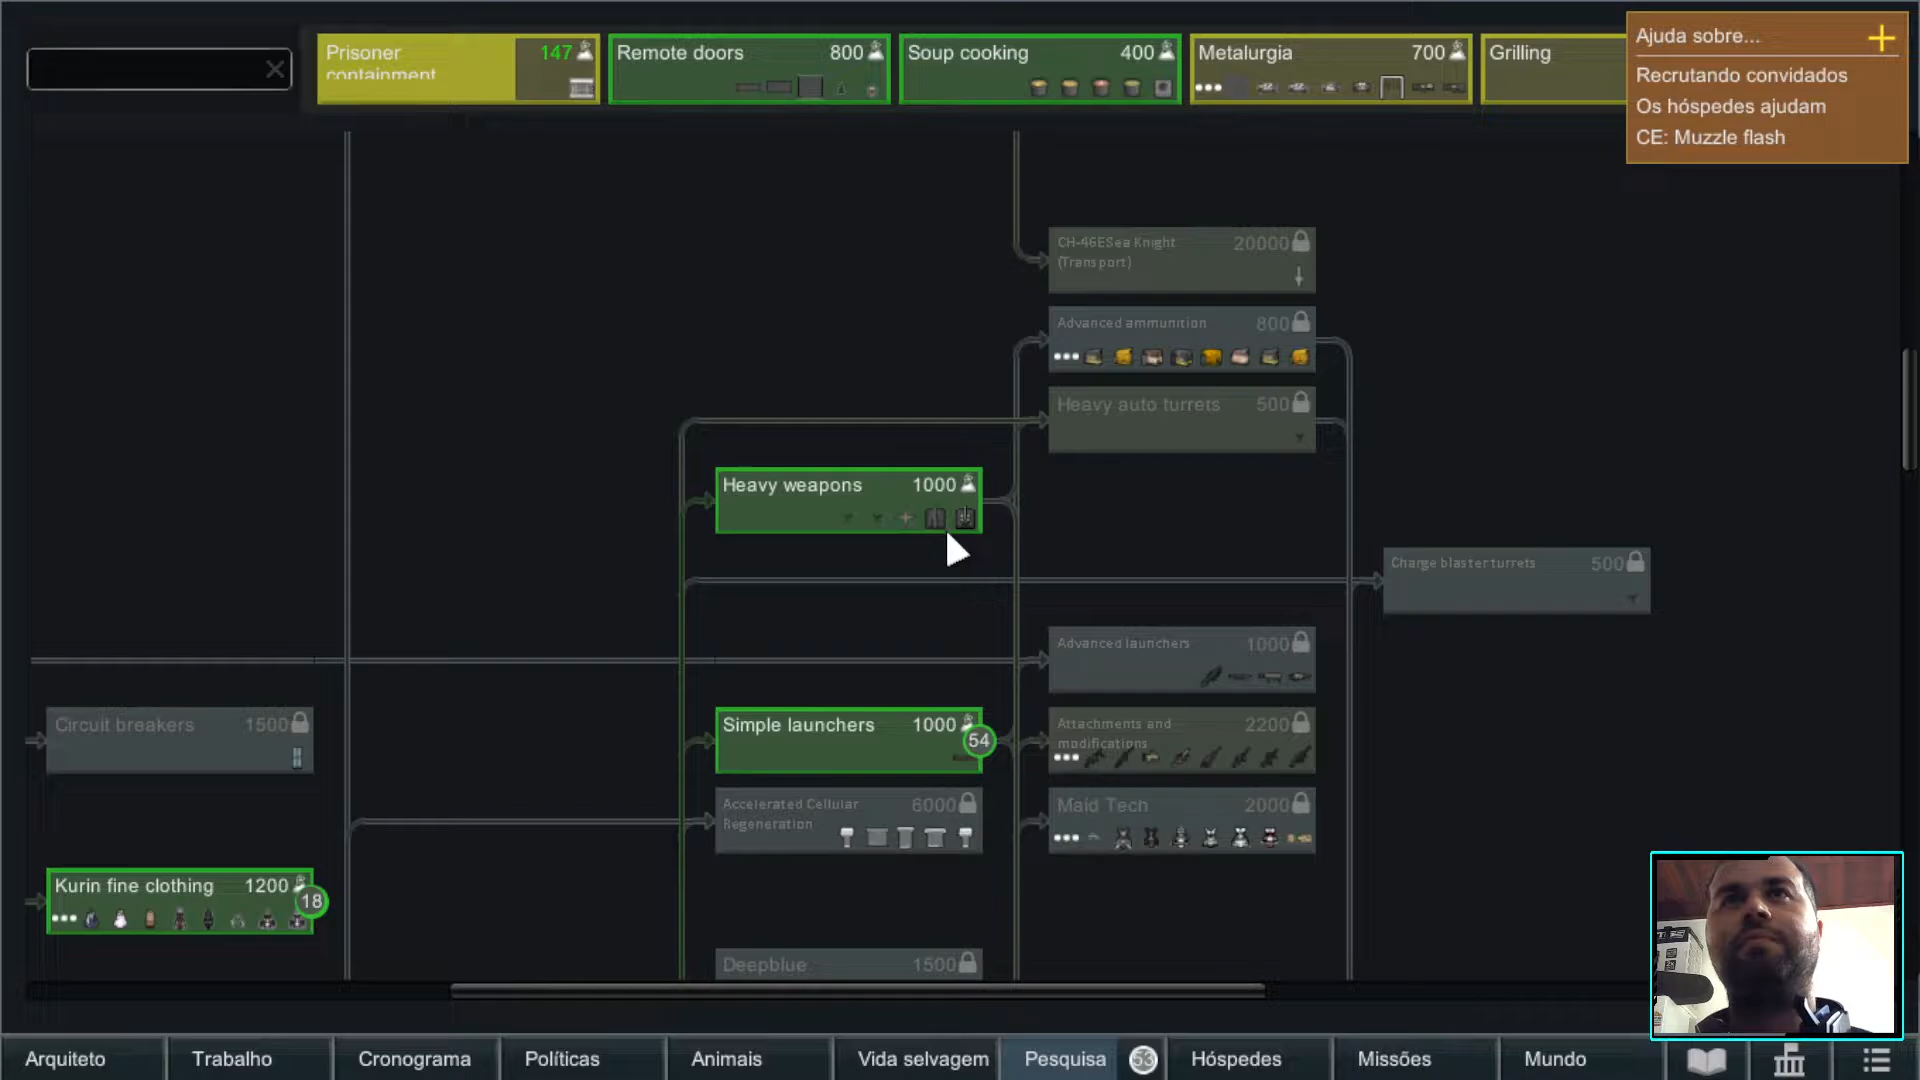 Prisoner containment 147
Remote doors 800
Soup cooking 400
Metalurgia 700
Grilling
Ajuda sobre...
Recrutando convidados
Os hóspedes ajudam
CE: Muzzle flash
CH-46ESea Knight 20000
(Transport)
Advanced ammunition 800
Heavy auto turrets 500
Heavy weapons 1000
Charge blaster turrets 500
Advanced launchers 1000
Circuit breakers 1500
Simple launchers 1000
54
Attachments and 2200
modifications
Accelerated Cellular 6000
Regeneration
Maid Tech 2000
Kurin fine clothing 1200
18
Deepblue 1500
Arquiteto
Trabalho
Cronograma
Políticas
Animais
Vida selvagem
Pesquisa
53
Hóspedes
Missões
Mundo